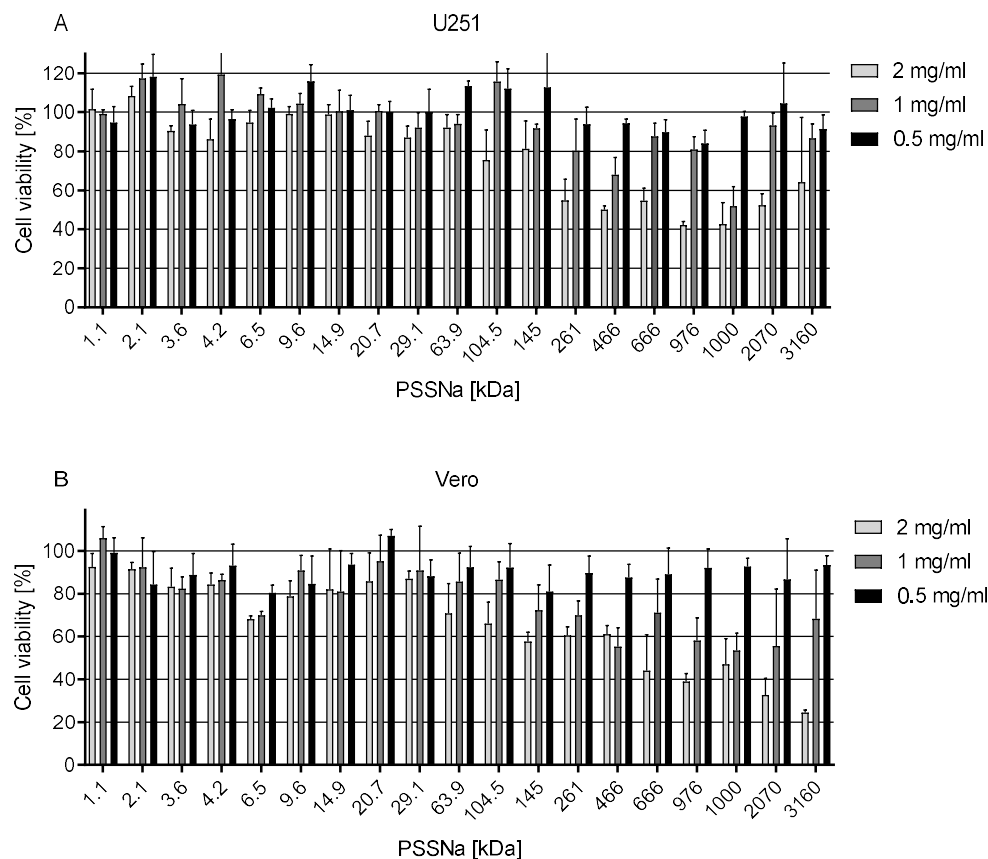 A
U251
120
100
80
60
40
20
0
Cell viability [%]
2 mg/ml
1 mg/ml
0.5 mg/ml
1.1 2.1 3.6 4.2 6.5 9.6 14.9 20.7 29.1 63.9 104.5 145 261 466 666 976 1000 2070 3160
PSSNa [kDa]
B
Vero
100
80
60
40
20
0
Cell viability [%]
2 mg/ml
1 mg/ml
0.5 mg/ml
1.1 2.1 3.6 4.2 6.5 9.6 14.9 20.7 29.1 63.9 104.5 145 261 466 666 976 1000 2070 3160
PSSNa [kDa]